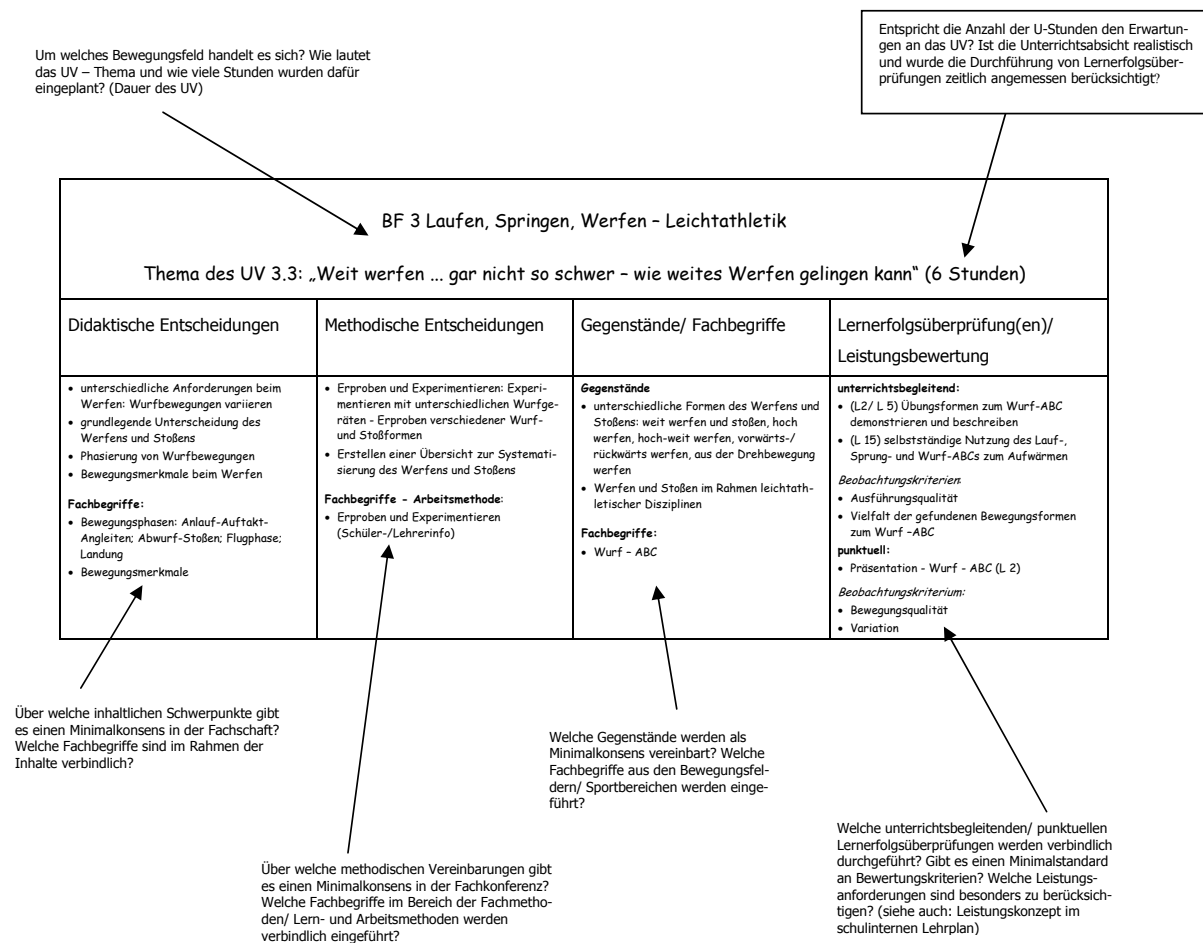 Um welches Bewegungsfeld handelt es sich? Wie lautet
das UV – Thema und wie viele Stunden wurden dafür
eingeplant? (Dauer des UV)
Entspricht die Anzahl der U-Stunden den Erwartun-
gen an das UV? Ist die Unterrichtsabsicht realistisch
und wurde die Durchführung von Lernerfolgsüber-
prüfungen zeitlich angemessen berücksichtigt?
BF 3 Laufen, Springen, Werfen – Leichtathletik
Thema des UV 3.3: „Weit werfen ... gar nicht so schwer – wie weites Werfen gelingen kann“ (6 Stunden)
Didaktische Entscheidungen
• unterschiedliche Anforderungen beim
Werfen: Wurfbewegungen variieren
• grundlegende Unterscheidung des
Werfens und Stoßens
• Phasierung von Wurfbewegungen
• Bewegungsmerkmale beim Werfen
Fachbegriffe:
• Bewegungsphasen: Anlauf-Auftakt-
Angleiten; Abwurf-Stoßen; Flugphase;
Landung
• Bewegungsmerkmale
Methodische Entscheidungen
• Erproben und Experimentieren: Experi-
mentieren mit unterschiedlichen Wurfge-
räten - Erproben verschiedener Wurf-
und Stoßformen
• Erstellen einer Übersicht zur Systemati-
sierung des Werfens und Stoßens
Fachbegriffe - Arbeitsmethode:
• Erproben und Experimentieren
(Schüler-/Lehrerinfo)
Gegenstände/ Fachbegriffe
Gegenstände
• unterschiedliche Formen des Werfens und
Stoßens: weit werfen und stoßen, hoch
werfen, hoch-weit werfen, vorwärts-/
rückwärts werfen, aus der Drehbewegung
werfen
• Werfen und Stoßen im Rahmen leichtath-
letischer Disziplinen
Fachbegriffe:
• Wurf – ABC
Lernerfolgsüberprüfung(en)/
Leistungsbewertung
unterrichtsbegleitend:
• (L2/ L 5) Übungsformen zum Wurf-ABC
demonstrieren und beschreiben
• (L 15) selbstständige Nutzung des Lauf-,
Sprung- und Wurf-ABCs zum Aufwärmen
Beobachtungskriterien:
• Ausführungsqualität
• Vielfalt der gefundenen Bewegungsformen
zum Wurf –ABC
punktuell:
• Präsentation - Wurf - ABC (L 2)
Beobachtungskriterium:
• Bewegungsqualität
• Variation
Über welche inhaltlichen Schwerpunkte gibt
es einen Minimalkonsens in der Fachschaft?
Welche Fachbegriffe sind im Rahmen der
Inhalte verbindlich?
Über welche methodischen Vereinbarungen gibt
es einen Minimalkonsens in der Fachkonferenz?
Welche Fachbegriffe im Bereich der Fachmetho-
den/ Lern- und Arbeitsmethoden werden
verbindlich eingeführt?
Welche Gegenstände werden als
Minimalkonsens vereinbart? Welche
Fachbegriffe aus den Bewegungsfel-
dern/ Sportbereichen werden einge-
führt?
Welche unterrichtsbegleitenden/ punktuellen
Lernerfolgsüberprüfungen werden verbindlich
durchgeführt? Gibt es einen Minimalstandard
an Bewertungskriterien? Welche Leistungs-
anforderungen sind besonders zu berücksich-
tigen? (siehe auch: Leistungskonzept im
schulinternen Lehrplan)